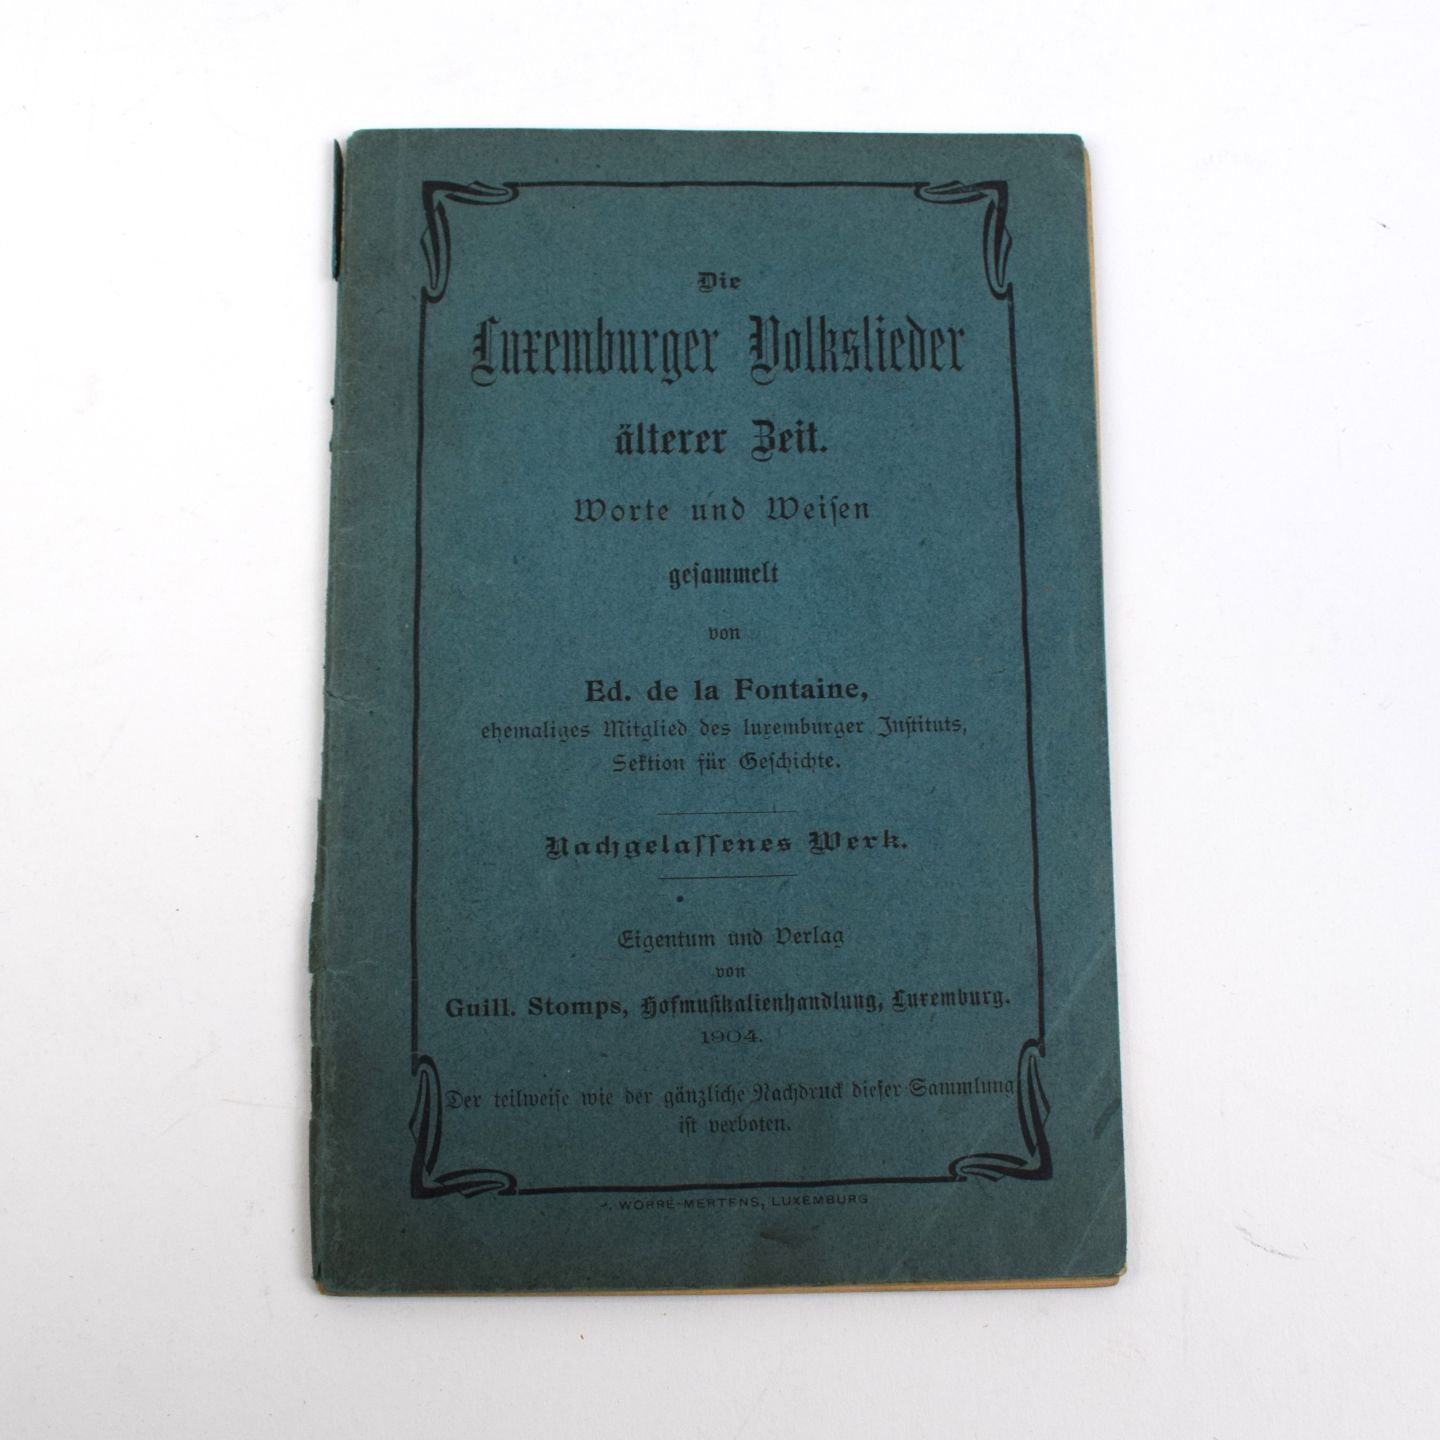 Die
Luxemburger Volkslieder
älterer Zeit.
Worte und Weiſen
geſammelt
von
Ed. de la Fontaine,
ehemaliges Mitglied des luxemburger Inſtituts,
Sektion für Geſchichte.
Nachgelaſſenes Werk.
Eigentum und Verlag
von
Guill. Stomps, Hofmuſikalienhandlung, Luxemburg.
1904.
Der teilweiſe wie der gänzliche Nachdruck dieſer Sammlung
iſt verboten.
WORRÉ-MERTENS, LUXEMBURG